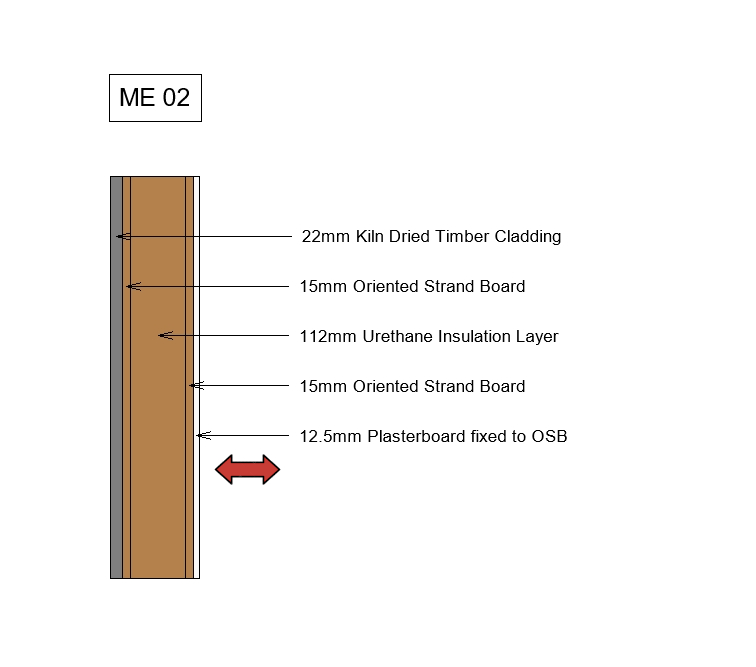 ME 02
22mm Kiln Dried Timber Cladding
15mm Oriented Strand Board
112mm Urethane Insulation Layer
15mm Oriented Strand Board
12.5mm Plasterboard fixed to OSB